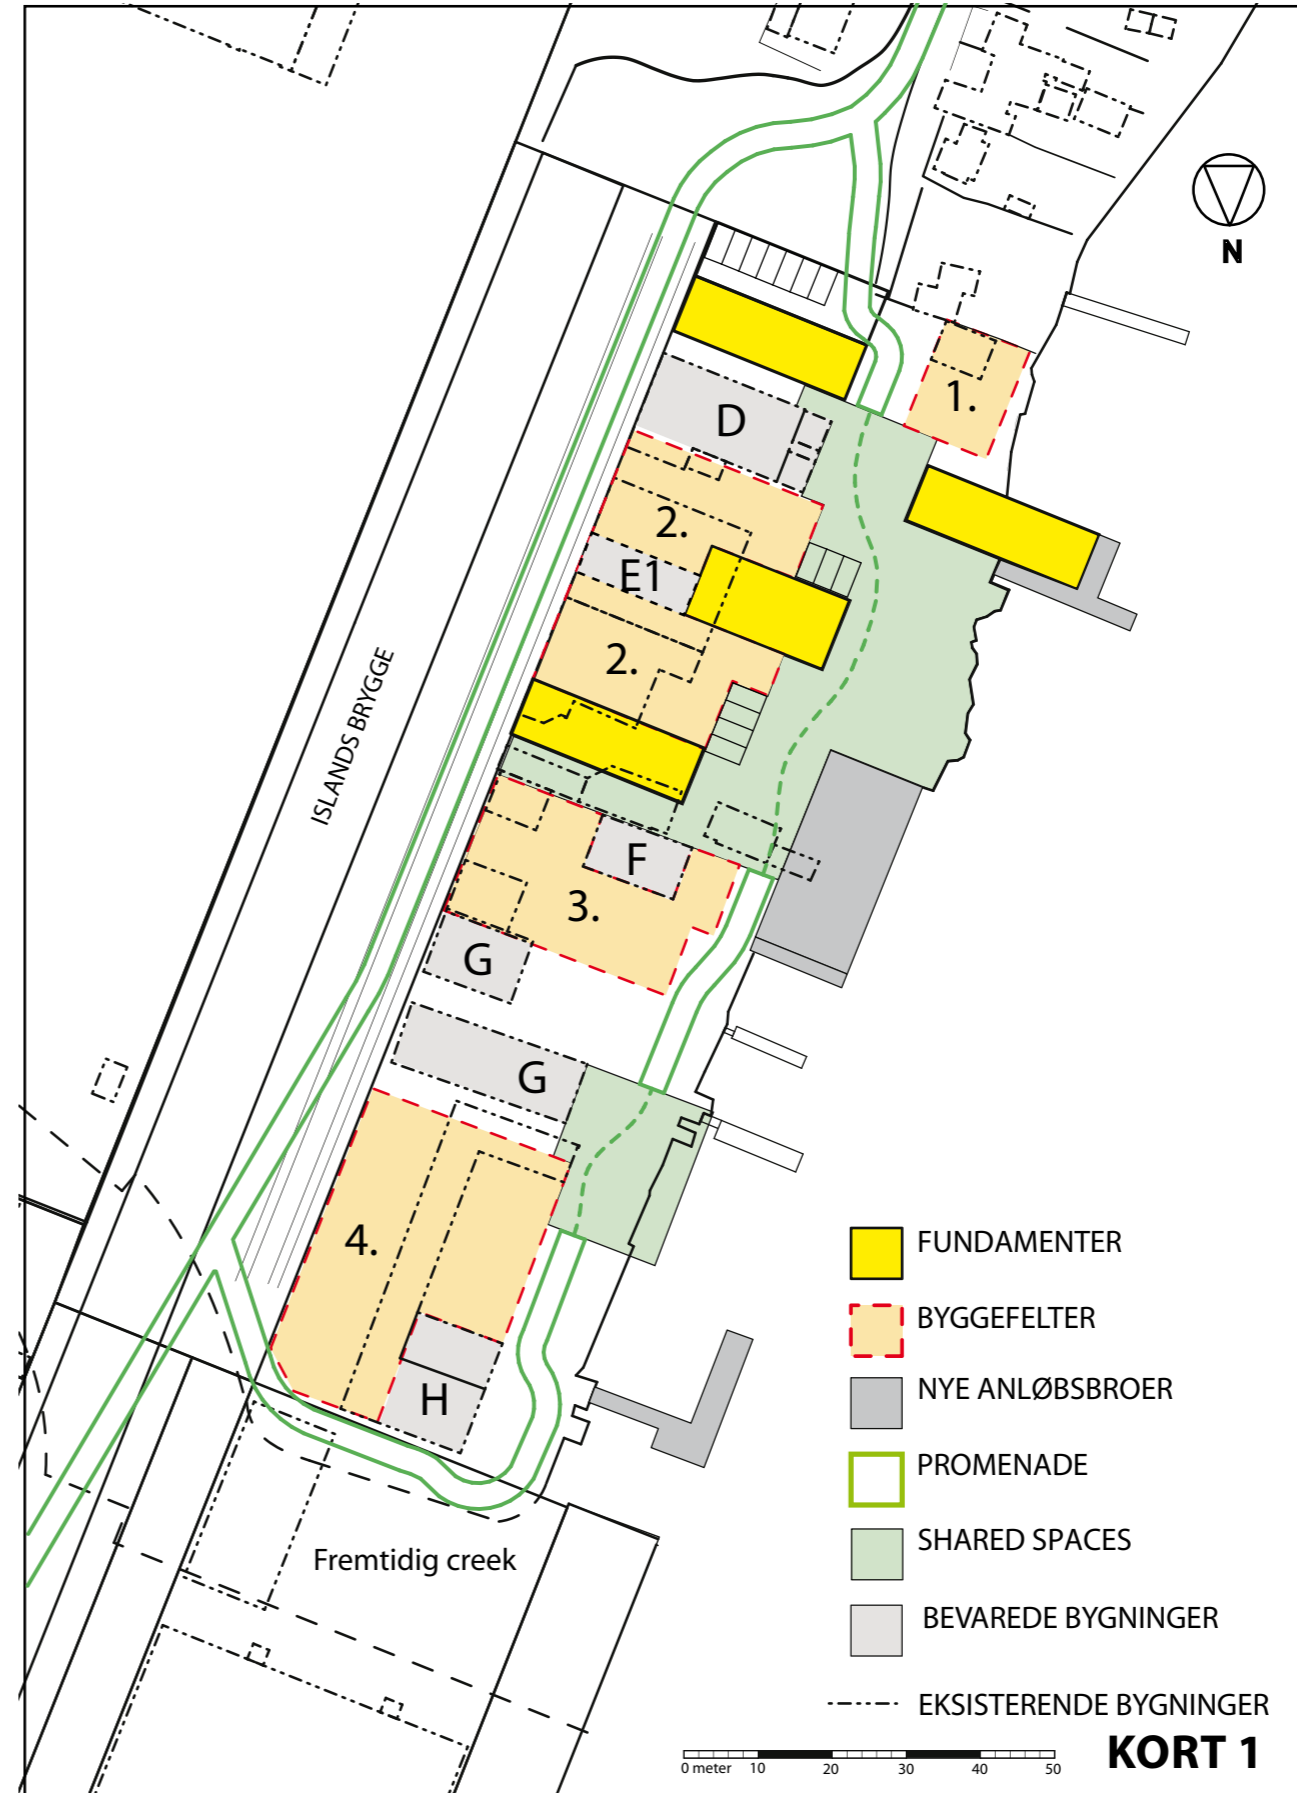 N
1.
D
2.
E1
2.
ISLANDS BRYGGE
F
3.
G
G
4.
H
Fremtidig creek
FUNDAMENTER
BYGGEFELTER
NYE ANLØBSBROER
PROMENADE
SHARED SPACES
BEVAREDE BYGNINGER
EKSISTERENDE BYGNINGER
0 meter 10 20 30 40 50
KORT 1